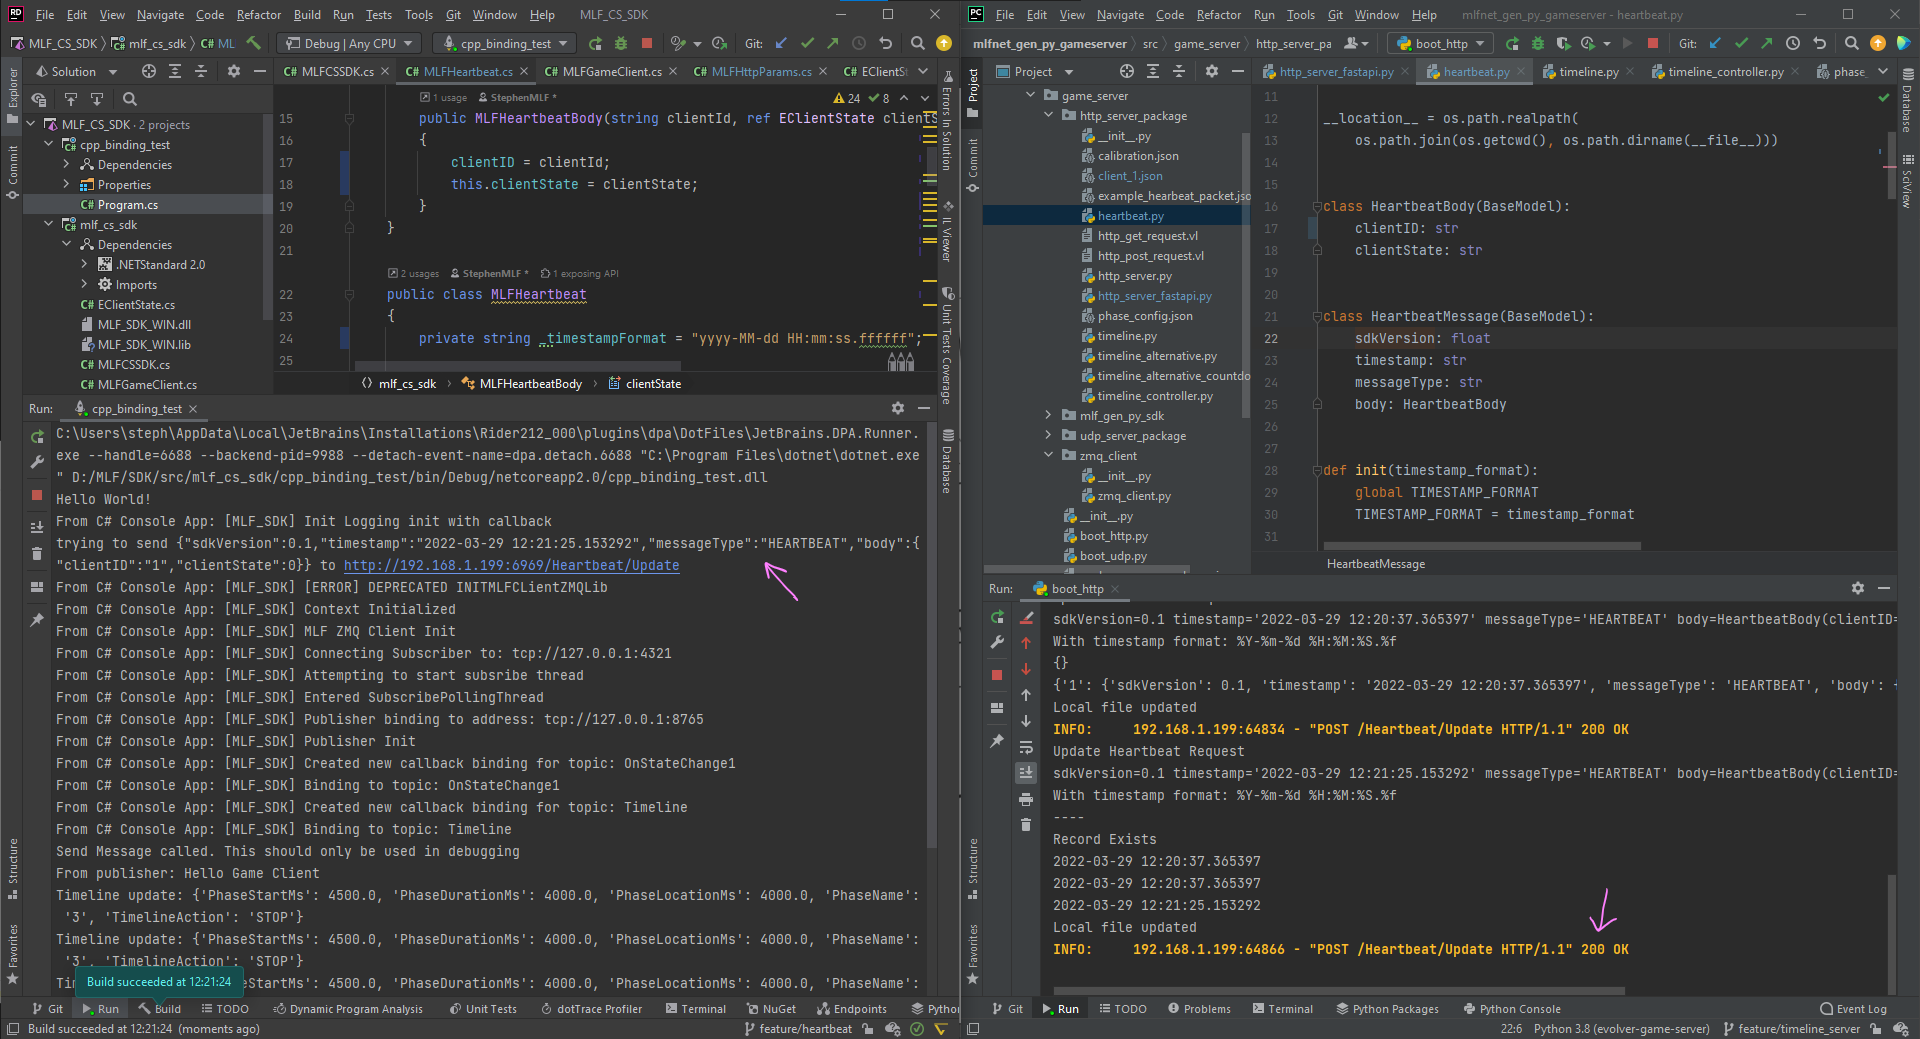 File Edit View Navigate Code Refactor Build Run Tests Tools Git Window Help MLF_CS_SDK
MLF_CS_SDK mlf_cs_sdk C# ML Debug | Any CPU cpp_binding_test Git:
Solution
MLFCSSDK.cs MLFHeartbeat.cs MLFGameClient.cs MLFHttpParams.cs EClientSt
Explorer
Commit
Structure
Favorites
MLF_CS_SDK · 2 projects
cpp_binding_test
Dependencies
Properties
C# Program.cs
mlf_cs_sdk
Dependencies
.NETStandard 2.0
Imports
C# EClientState.cs
MLF_SDK_WIN.dll
MLF_SDK_WIN.lib
C# MLFCSSDK.cs
C# MLFGameClient.cs
1 usage StephenMLF *
24 8
15 public MLFHeartbeatBody(string clientId, ref EClientState clientS
16 {
17 clientID = clientId;
18 this.clientState = clientState;
19 }
20 }
21
2 usages StephenMLF * 1 exposing API
22 public class MLFHeartbeat
23 {
24 private string _timestampFormat = "yyyy-MM-dd HH:mm:ss.ffffff";
25
mlf_cs_sdk MLFHeartbeatBody clientState
Errors In Solution
IL Viewer
Unit Tests Coverage
Database
Run: cpp_binding_test
C:\Users\steph\AppData\Local\JetBrains\Installations\Rider212_000\plugins\dpa\DotFiles\JetBrains.DPA.Runner.
exe --handle=6688 --backend-pid=9988 --detach-event-name=dpa.detach.6688 "C:\Program Files\dotnet\dotnet.exe
" D:/MLF/SDK/src/mlf_cs_sdk/cpp_binding_test/bin/Debug/netcoreapp2.0/cpp_binding_test.dll
Hello World!
From C# Console App: [MLF_SDK] Init Logging init with callback
trying to send {"sdkVersion":0.1,"timestamp":"2022-03-29 12:21:25.153292","messageType":"HEARTBEAT","body":{
"clientID":"1","clientState":0}} to http://192.168.1.199:6969/Heartbeat/Update
From C# Console App: [MLF_SDK] [ERROR] DEPRECATED INITMLFCLientZMQLib
From C# Console App: [MLF_SDK] Context Initialized
From C# Console App: [MLF_SDK] MLF ZMQ Client Init
From C# Console App: [MLF_SDK] Connecting Subscriber to: tcp://127.0.0.1:4321
From C# Console App: [MLF_SDK] Attempting to start subsribe thread
From C# Console App: [MLF_SDK] Entered SubscribePollingThread
From C# Console App: [MLF_SDK] Publisher binding to address: tcp://127.0.0.1:8765
From C# Console App: [MLF_SDK] Publisher Init
From C# Console App: [MLF_SDK] Created new callback binding for topic: OnStateChange1
From C# Console App: [MLF_SDK] Binding to topic: OnStateChange1
From C# Console App: [MLF_SDK] Created new callback binding for topic: Timeline
From C# Console App: [MLF_SDK] Binding to topic: Timeline
Send Message called. This should only be used in debugging
From publisher: Hello Game Client
Timeline update: {'PhaseStartMs': 4500.0, 'PhaseDurationMs': 4000.0, 'PhaseLocationMs': 4000.0, 'PhaseName':
'3', 'TimelineAction': 'STOP'}
Timeline update: {'PhaseStartMs': 4500.0, 'PhaseDurationMs': 4000.0, 'PhaseLocationMs': 4000.0, 'PhaseName':
'3', 'TimelineAction': 'STOP'}
Tim seStartMs': 4500.0, 'PhaseDurationMs': 4000.0, 'PhaseLocationMs': 4000.0, 'PhaseName':
Build succeeded at 12:21:24
Git Run Build TODO Dynamic Program Analysis Unit Tests dotTrace Profiler Terminal NuGet Endpoints Python
Build succeeded at 12:21:24 (moments ago) feature/heartbeat
File Edit View Navigate Code Refactor Run Tools Git Window Help mlfnet_gen_py_gameserver - heartbeat.py
mlfnet_gen_py_gameserver src game_server http_server_pa boot_http Git:
Project
http_server_fastapi.py heartbeat.py timeline.py timeline_controller.py phase_
Project
Commit
Structure
Favorites
game_server
http_server_package
__init__.py
calibration.json
client_1.json
example_hearbeat_packet.jso
heartbeat.py
http_get_request.vl
http_post_request.vl
http_server.py
http_server_fastapi.py
phase_config.json
timeline.py
timeline_alternative.py
timeline_alternative_countdo
timeline_controller.py
mlf_gen_py_sdk
udp_server_package
zmq_client
__init__.py
zmq_client.py
__init__.py
boot_http.py
boot_udp.py
11
12 __location__ = os.path.realpath(
13 os.path.join(os.getcwd(), os.path.dirname(__file__)))
14
15
16 class HeartbeatBody(BaseModel):
17 clientID: str
18 clientState: str
19
20
21 class HeartbeatMessage(BaseModel):
22 sdkVersion: float
23 timestamp: str
24 messageType: str
25 body: HeartbeatBody
26
27
28 def init(timestamp_format):
29 global TIMESTAMP_FORMAT
30 TIMESTAMP_FORMAT = timestamp_format
31
HeartbeatMessage
Database
SciView
Run: boot_http
sdkVersion=0.1 timestamp='2022-03-29 12:20:37.365397' messageType='HEARTBEAT' body=HeartbeatBody(clientID=
With timestamp format: %Y-%m-%d %H:%M:%S.%f
{}
{'1': {'sdkVersion': 0.1, 'timestamp': '2022-03-29 12:20:37.365397', 'messageType': 'HEARTBEAT', 'body': {
Local file updated
INFO: 192.168.1.199:64834 - "POST /Heartbeat/Update HTTP/1.1" 200 OK
Update Heartbeat Request
sdkVersion=0.1 timestamp='2022-03-29 12:21:25.153292' messageType='HEARTBEAT' body=HeartbeatBody(clientID=
With timestamp format: %Y-%m-%d %H:%M:%S.%f
----
Record Exists
2022-03-29 12:20:37.365397
2022-03-29 12:20:37.365397
2022-03-29 12:21:25.153292
Local file updated
INFO: 192.168.1.199:64866 - "POST /Heartbeat/Update HTTP/1.1" 200 OK
Git Run TODO Problems Terminal Python Packages Python Console Event Log
22:6 Python 3.8 (evolver-game-server) feature/timeline_server